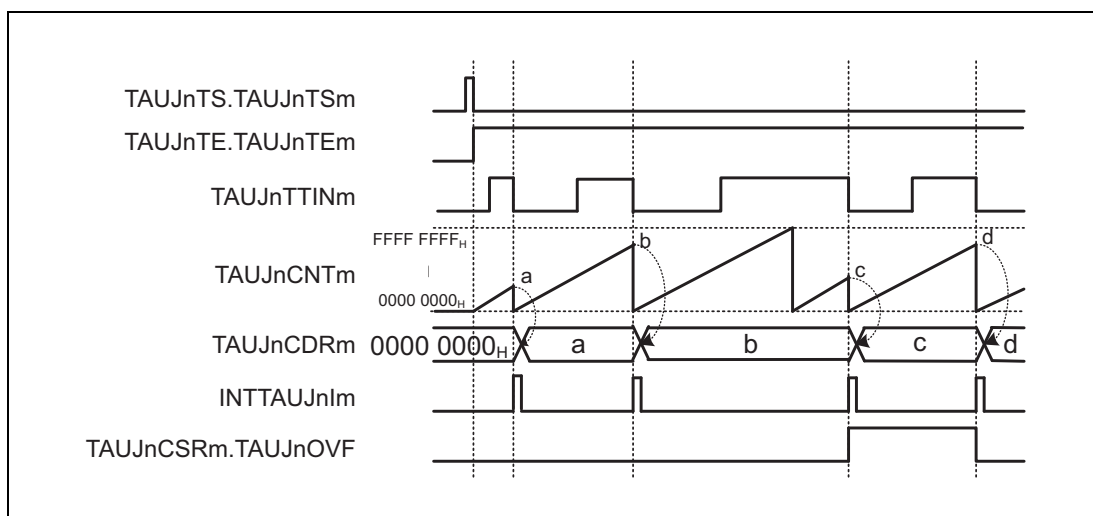 TAUJnTS.TAUJnTSm
TAUJnTE.TAUJnTEm
TAUJnTTINm
FFFF FFFFH
b
d
TAUJnCNTm
a
c
0000 0000H
TAUJnCDRm 0000 0000H a b c d
INTTAUJnIm
TAUJnCSRm.TAUJnOVF